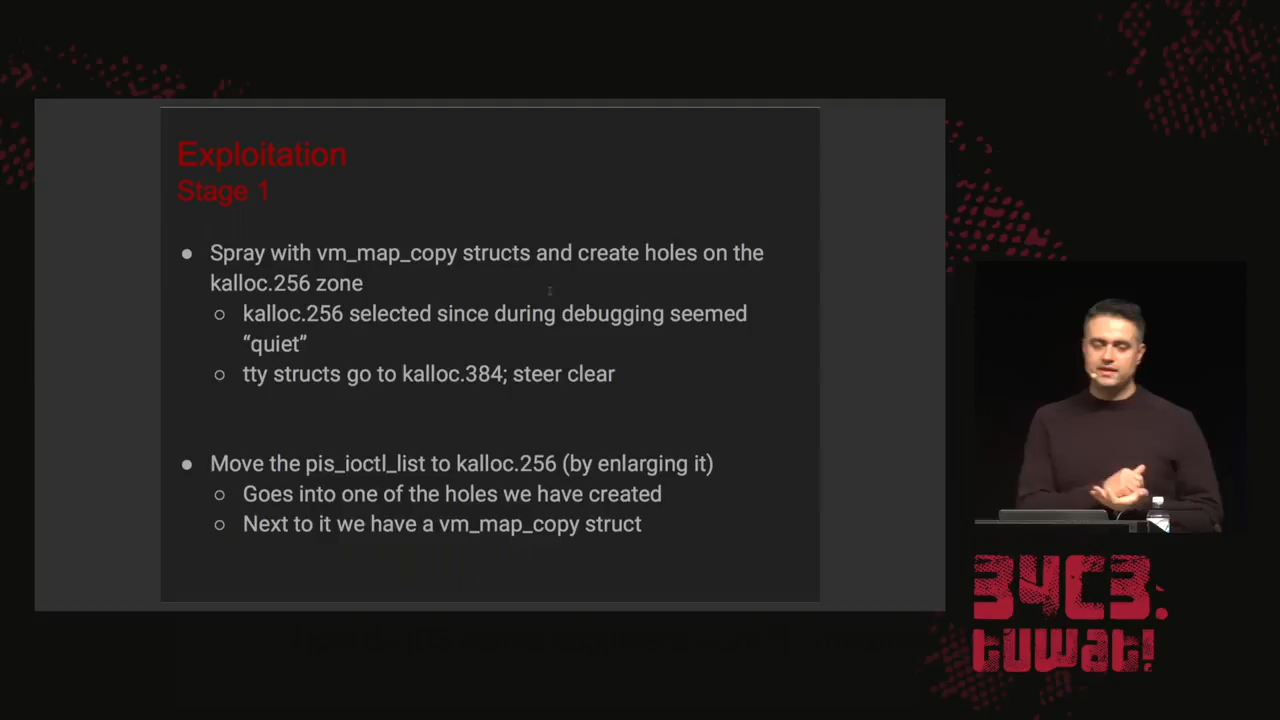 Exploitation
Stage 1
● Spray with vm_map_copy structs and create holes on the
kalloc.256 zone
○ kalloc.256 selected since during debugging seemed
“quiet”
○ tty structs go to kalloc.384; steer clear
● Move the pis_ioctl_list to kalloc.256 (by enlarging it)
○ Goes into one of the holes we have created
○ Next to it we have a vm_map_copy struct
34C3.
tuwat!